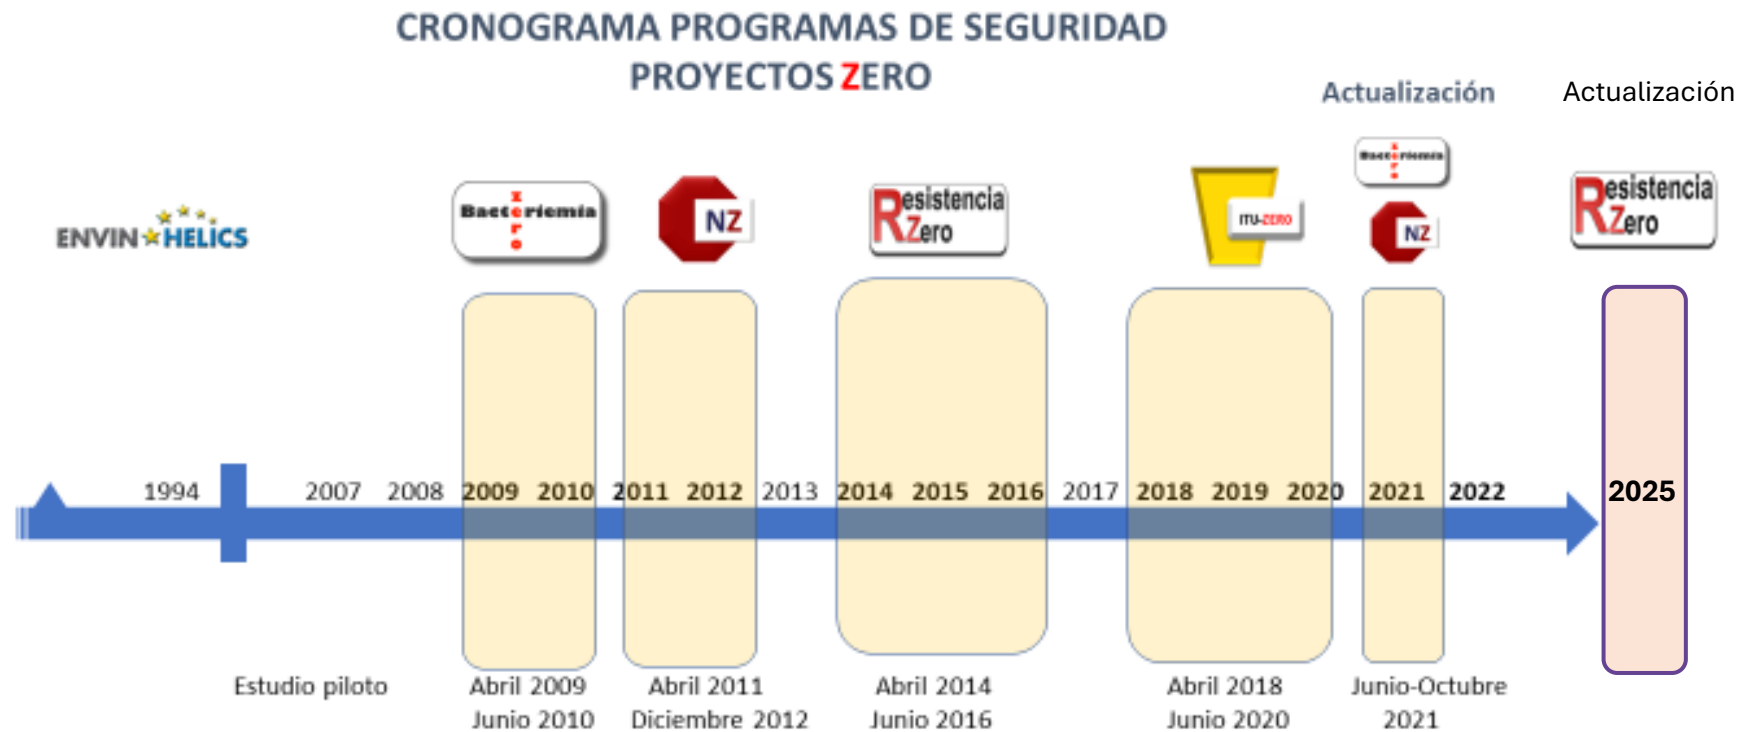 CRONOGRAMA PROGRAMAS DE SEGURIDAD
PROYECTOS ZERO
Actualización
Actualización
ENVIN HELICS
Bacteriemia
zero
NZ
Resistencia
Zero
ITU-ZERO
Bacteriemia
zero
NZ
Resistencia
Zero
1994 2007 2008 2009 2010 2011 2012 2013 2014 2015 2016 2017 2018 2019 2020 2021 2022 2025
Estudio piloto
Abril 2009
Junio 2010
Abril 2011
Diciembre 2012
Abril 2014
Junio 2016
Abril 2018
Junio 2020
Junio-Octubre
2021